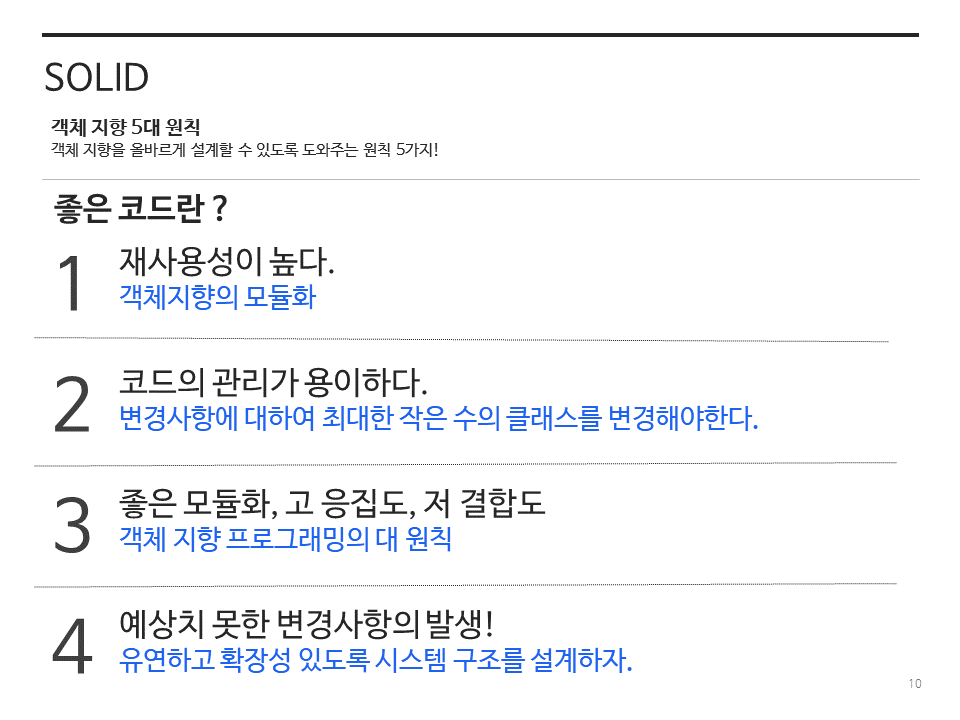 SOLID
객체 지향 5대 원칙
객체 지향을 올바르게 설계할 수 있도록 도와주는 원칙 5가지!
좋은 코드란 ?
1
재사용성이 높다.
객체지향의 모듈화
2
코드의 관리가 용이하다.
변경사항에 대하여 최대한 작은 수의 클래스를 변경해야한다.
3
좋은 모듈화, 고 응집도, 저 결합도
객체 지향 프로그래밍의 대 원칙
4
예상치 못한 변경사항의 발생!
유연하고 확장성 있도록 시스템 구조를 설계하자.
10